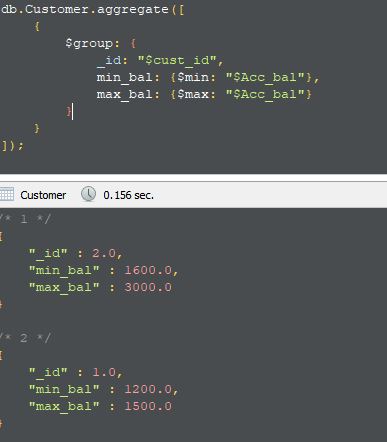 db.Customer.aggregate([
{
$group: {
_id: "$cust_id",
min_bal: {$min: "$Acc_bal"},
max_bal: {$max: "$Acc_bal"}
}
}
]);
Customer 0.156 sec.
/* 1 */
{
"_id" : 2.0,
"min_bal" : 1600.0
"max_bal" : 3000.0
}
/* 2 */
{
"_id" : 1.0,
"min_bal" : 1200.0,
"max_bal" : 1500.0
}